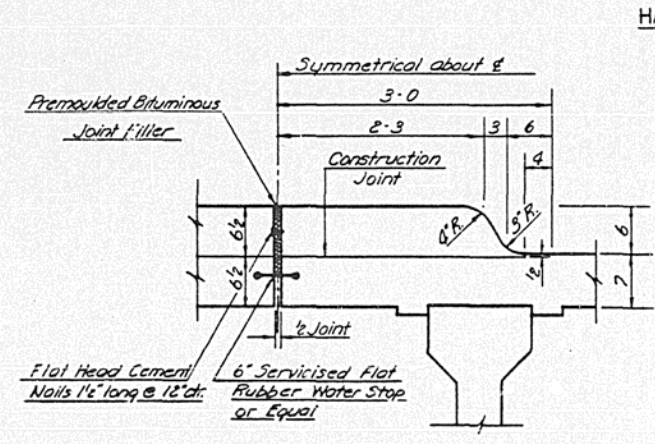 HA
Symmetrical about ℄
3-0
Premoulded Bituminous
Joint filler
2-3
3
6
4
Construction
Joint
6½
4" R.
3" R.
6
6½
½
7
½ Joint
Flat Head Cement
Nails 1½" long @ 12" ctr.
6" Servicised Flat
Rubber Water Stop
or Equal